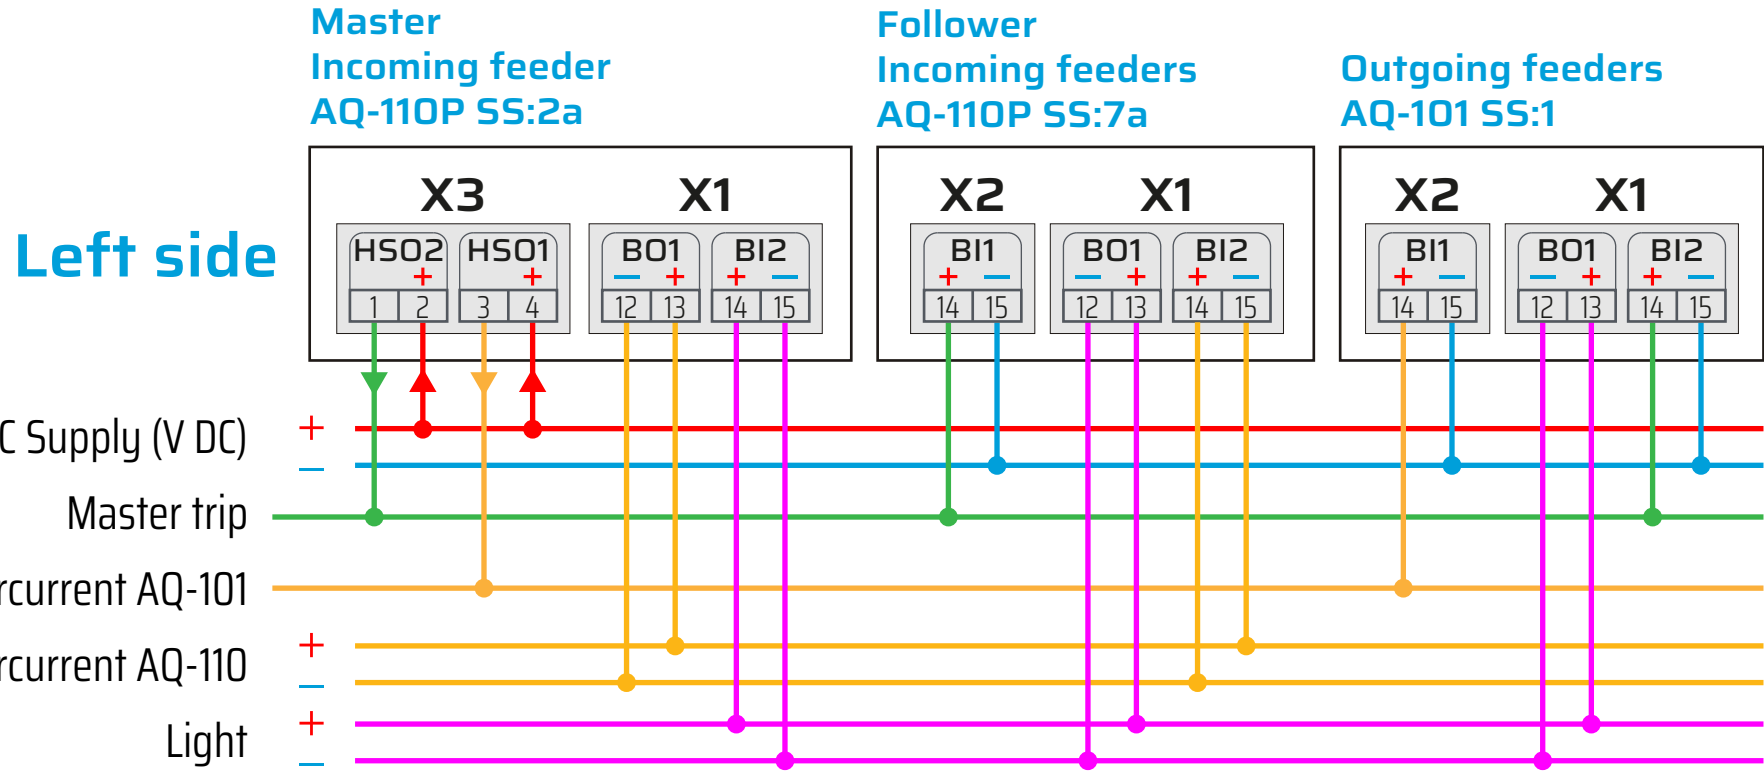 Master
Incoming feeder
AQ-110P SS:2a
Follower
Incoming feeders
AQ-110P SS:7a
Outgoing feeders
AQ-101 SS:1
Left side
X3 X1 X2 X1 X2 X1
HSO2 HSO1 BO1 BI2 BI1 BO1 BI2 BI1 BO1 BI2
+ + − + + − + − − + + − + − − + + −
1 2 3 4 12 13 14 15 14 15 12 13 14 15 14 15 12 13 14 15
C Supply (V DC) +
−
Master trip
rcurrent AQ-101
rcurrent AQ-110 +
−
Light +
−